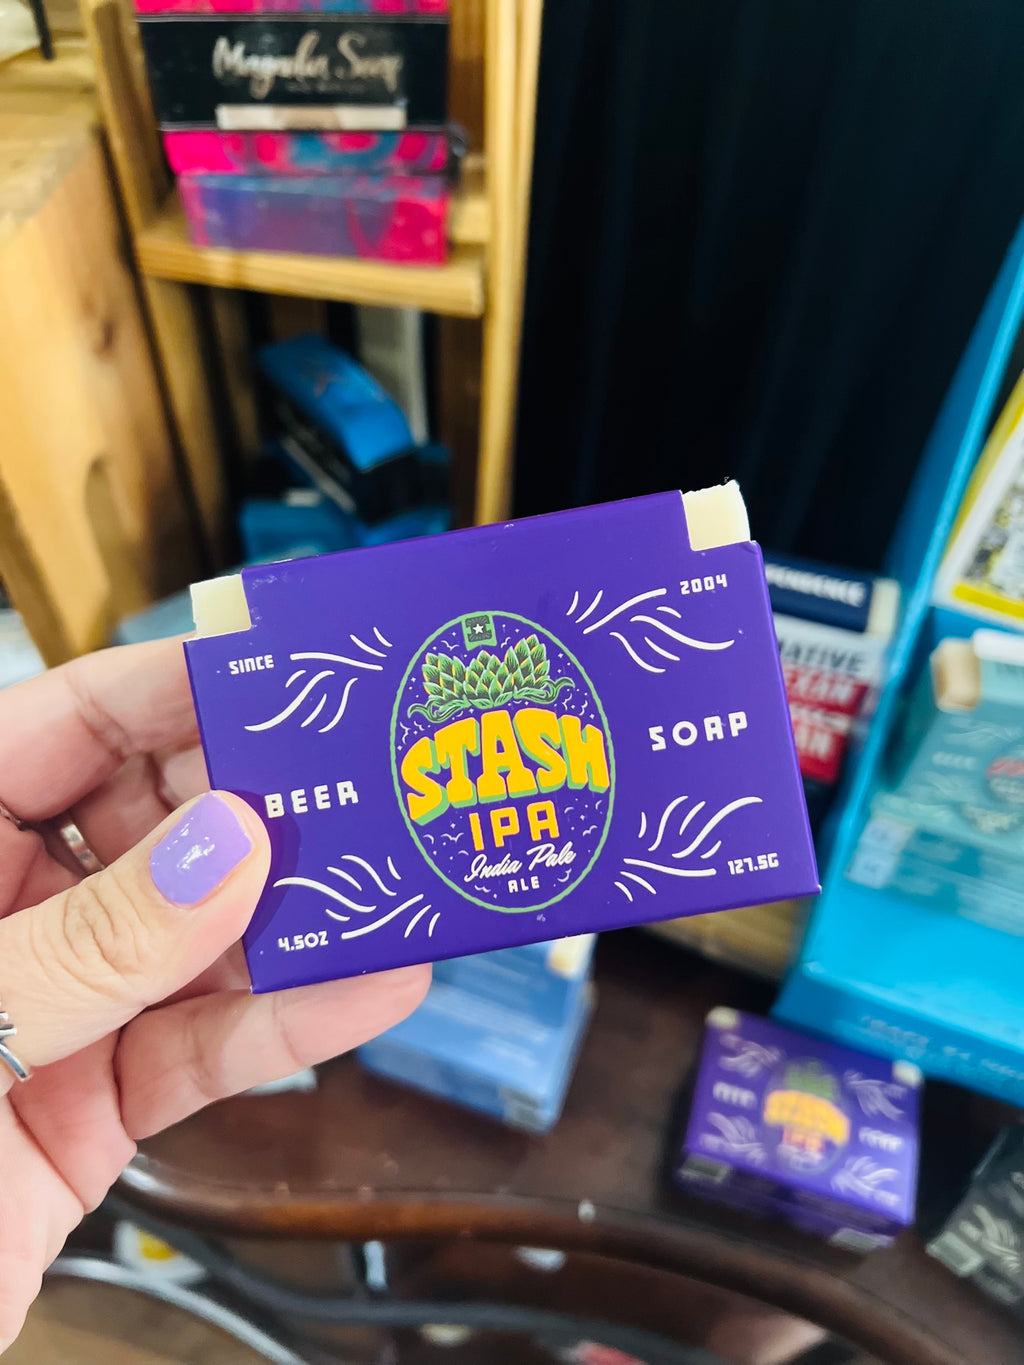 Magnolia Soap
SINCE
2004
BEER
SOAP
STASH
IPA
India Pale
ALE
4.5OZ
127.5G
STASH
IPA